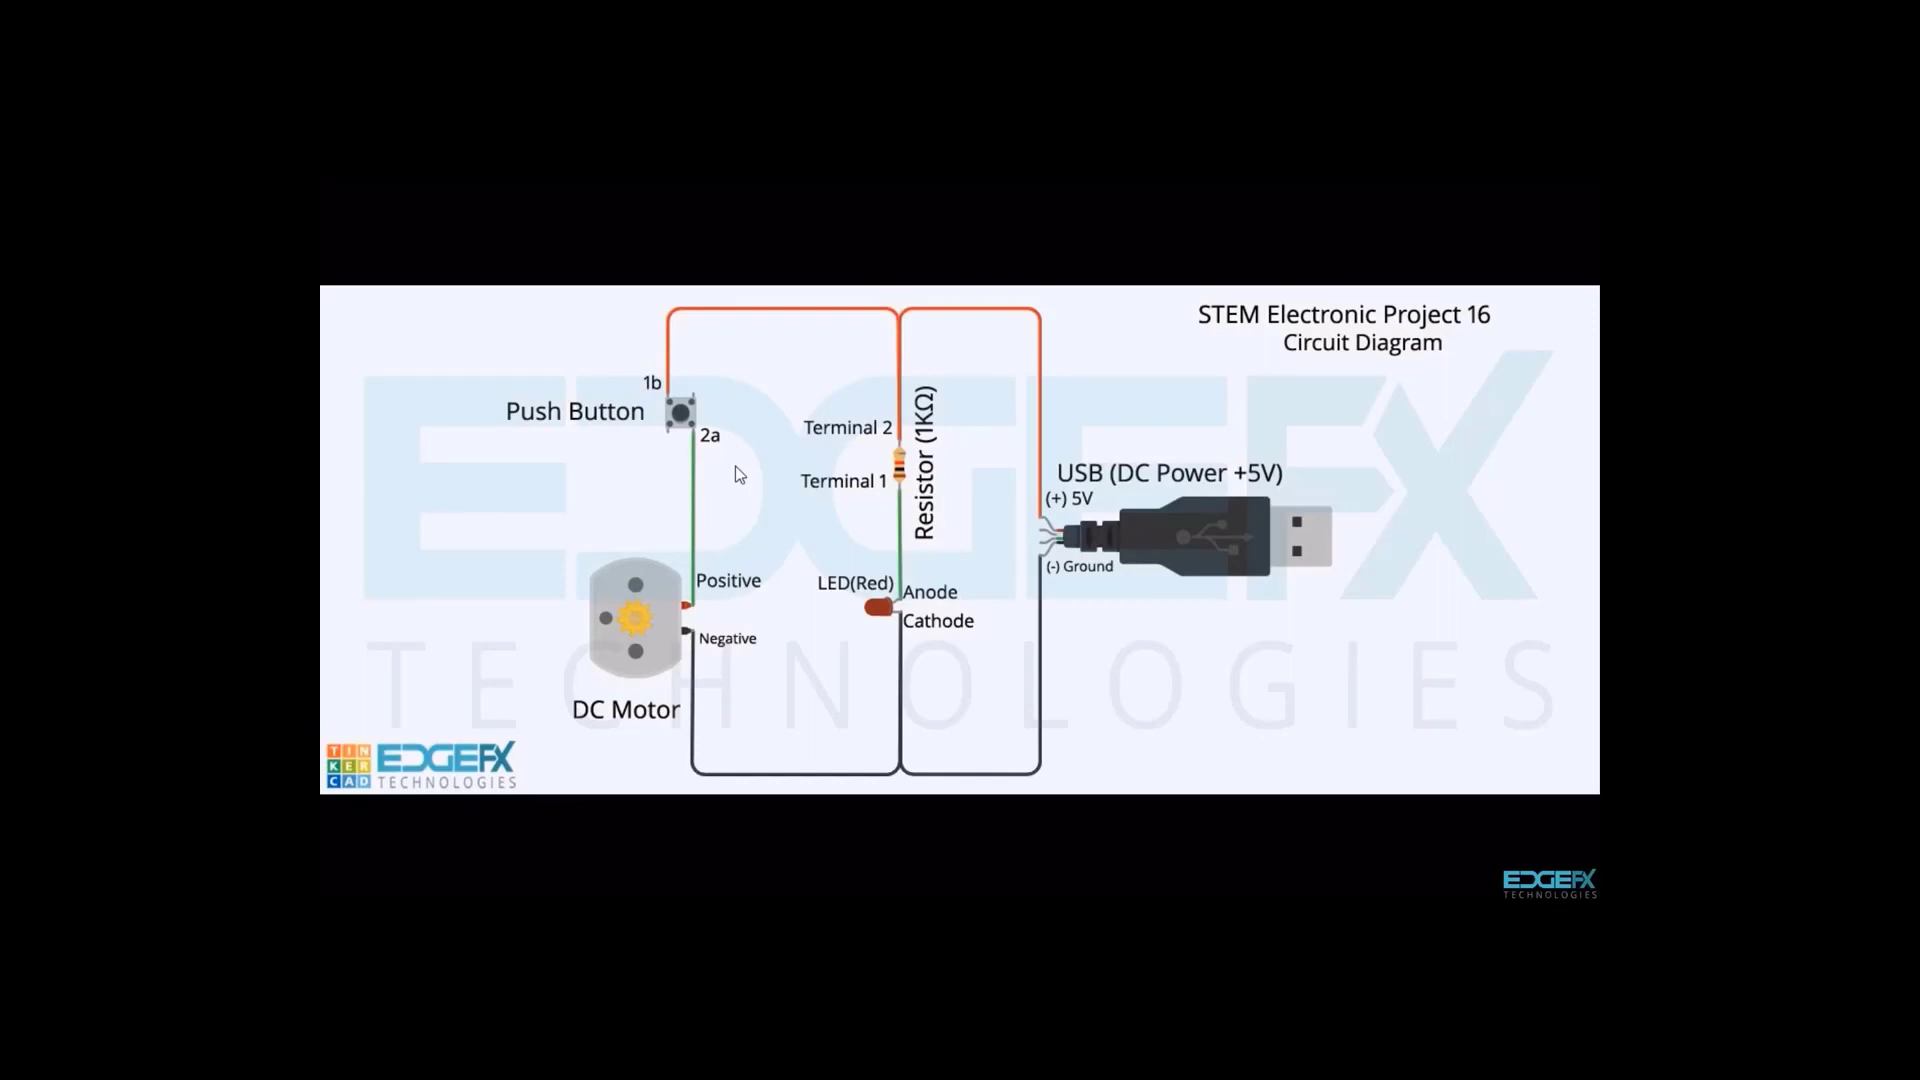 STEM Electronic Project 16
Circuit Diagram
1b
Push Button
2a
Terminal 2
Terminal 1
Resistor (1KΩ)
USB (DC Power +5V)
(+) 5V
(-) Ground
Positive
Negative
DC Motor
LED(Red)
Anode
Cathode
EDGEFX
TECHNOLOGIES
TIN
KER
CAD
EDGEFX
TECHNOLOGIES
EDGEFX
TECHNOLOGIES